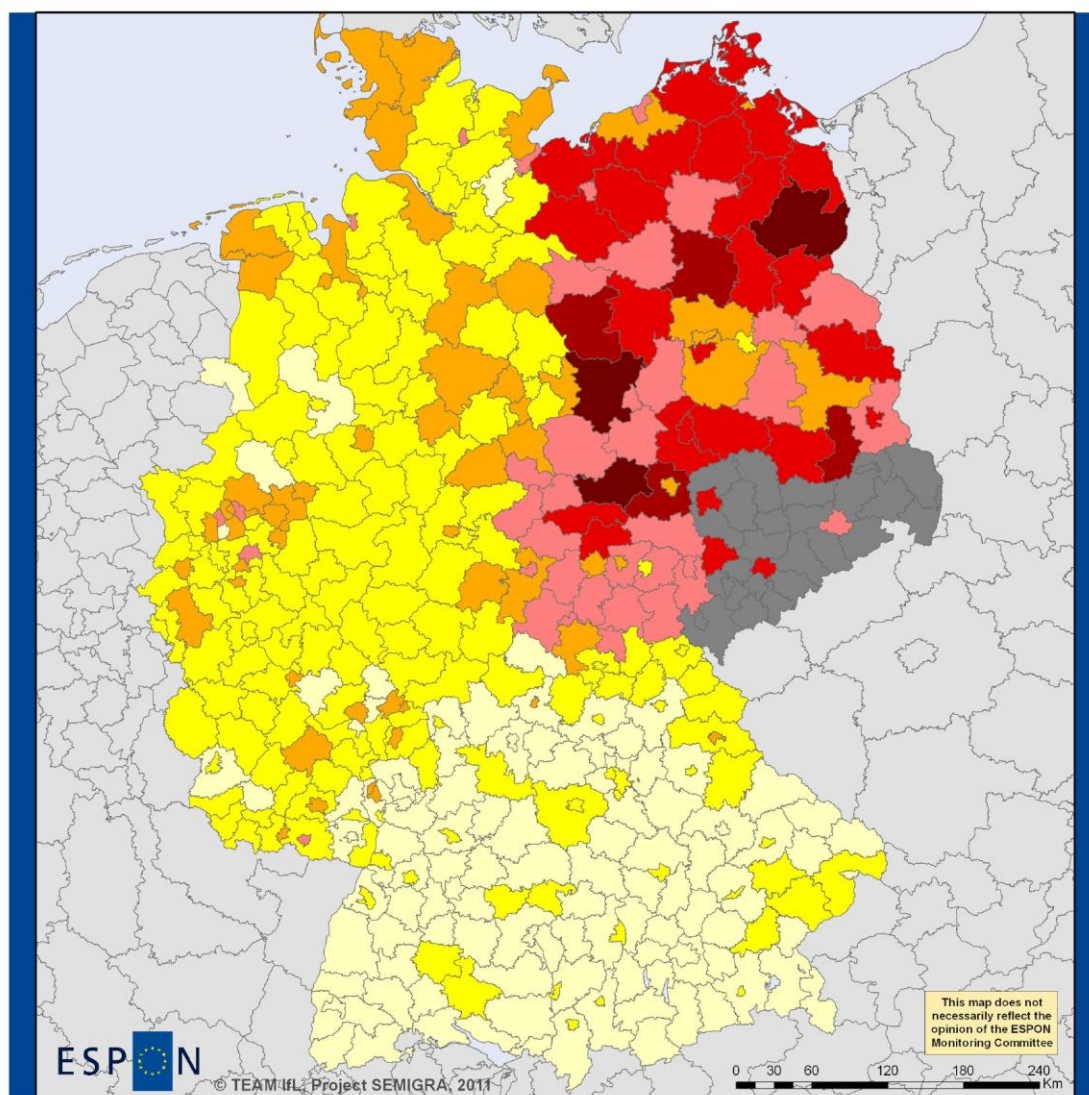 This map does not
necessarily reflect the
opinion of the ESPON
Monitoring Committee
ESPON
© TEAM IfL, Project SEMIGRA, 2011
0 30 60 120 180 240
Km